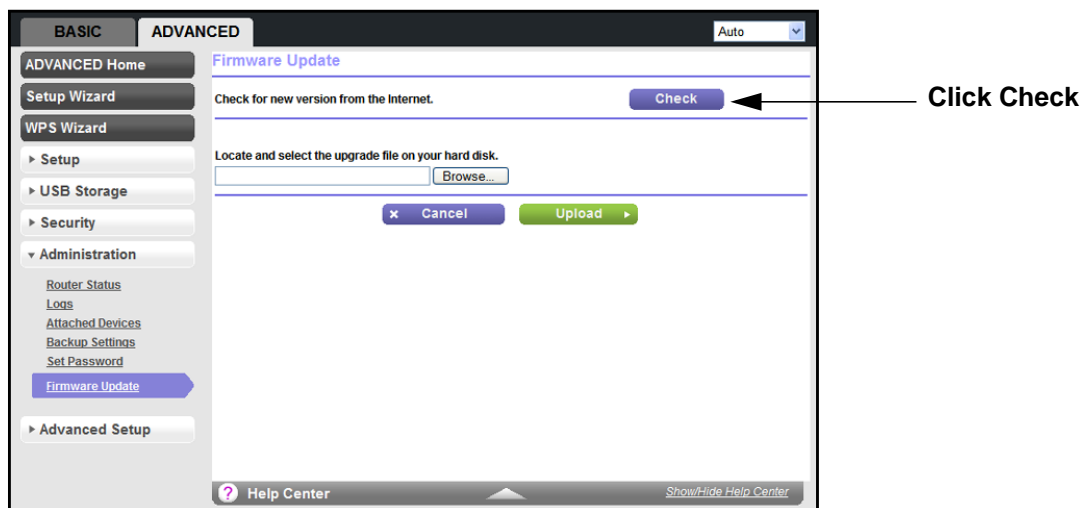 BASIC
ADVANCED
Auto
ADVANCED Home
Setup Wizard
WPS Wizard
Setup
USB Storage
Security
Administration
Router Status
Logs
Attached Devices
Backup Settings
Set Password
Firmware Update
Advanced Setup
Firmware Update
Check for new version from the Internet.
Check
Click Check
Locate and select the upgrade file on your hard disk.
Browse...
x Cancel
Upload
? Help Center
Show/Hide Help Center